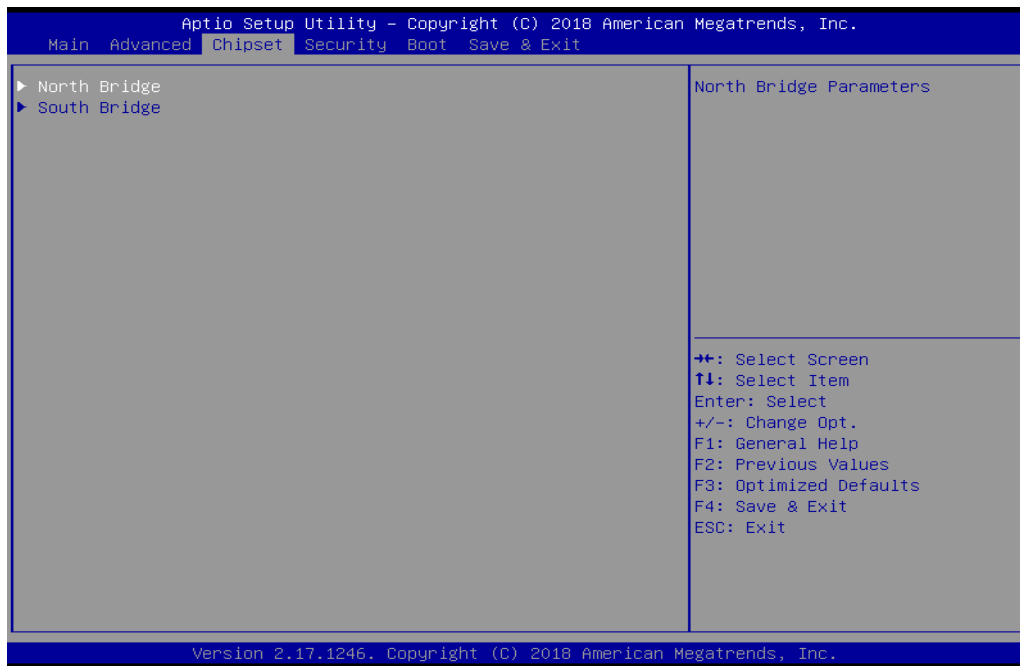 Aptio Setup Utility – Copyright (C) 2018 American Megatrends, Inc.
Main Advanced Chipset Security Boot Save & Exit
▶ North Bridge
▶ South Bridge
North Bridge Parameters
→←: Select Screen
↑↓: Select Item
Enter: Select
+/-: Change Opt.
F1: General Help
F2: Previous Values
F3: Optimized Defaults
F4: Save & Exit
ESC: Exit
Version 2.17.1246. Copyright (C) 2018 American Megatrends, Inc.